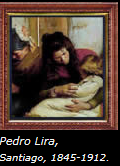 Pedro Lira,
Santiago, 1845-1912.